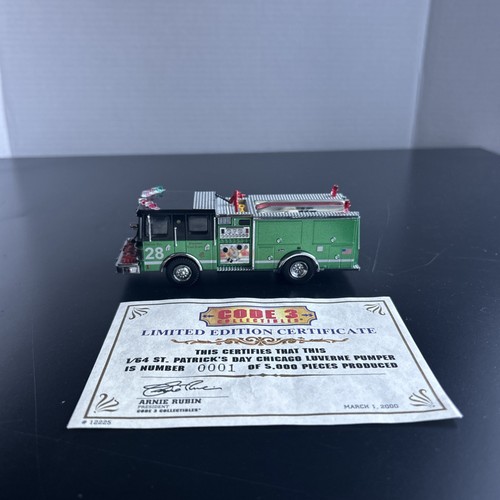 28
CODE 3
COLLECTIBLES
LIMITED EDITION CERTIFICATE
THIS CERTIFIES THAT THIS
1/64 ST. PATRICK'S DAY CHICAGO LUVERNE PUMPER
IS NUMBER 0001 OF 5,000 PIECES PRODUCED
ARNIE RUBIN
PRESIDENT
CODE 3 COLLECTIBLES
MARCH 1, 2000
# 12225